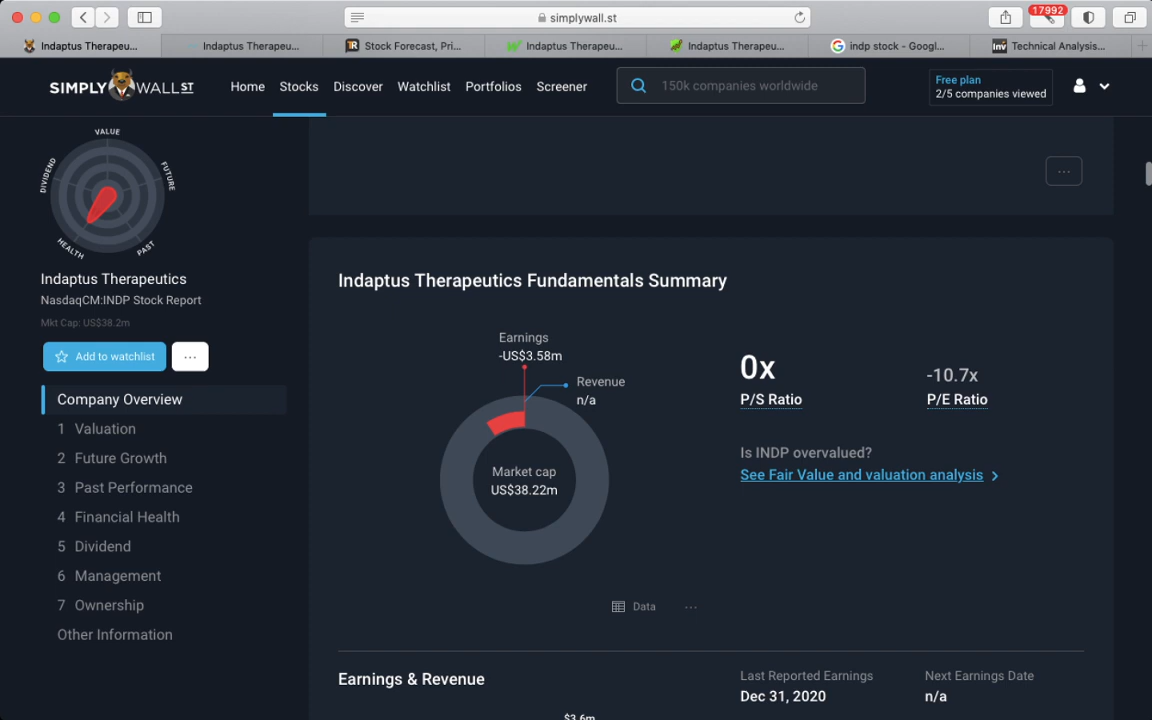 simplywall.st
17992
Indaptus Therapeu...
Indaptus Therapeu...
Stock Forecast, Pri...
Indaptus Therapeu...
Indaptus Therapeu...
indp stock - Googl...
Technical Analysis...
SIMPLY WALL ST
Home
Stocks
Discover
Watchlist
Portfolios
Screener
150k companies worldwide
Free plan
2/5 companies viewed
VALUE
FUTURE
PAST
HEALTH
DIVIDEND
Indaptus Therapeutics
NasdaqCM:INDP Stock Report
Mkt Cap: US$38.2m
Add to watchlist
...
Company Overview
1 Valuation
2 Future Growth
3 Past Performance
4 Financial Health
5 Dividend
6 Management
7 Ownership
Other Information
Indaptus Therapeutics Fundamentals Summary
Earnings
-US$3.58m
Revenue
n/a
Market cap
US$38.22m
0x
P/S Ratio
-10.7x
P/E Ratio
Is INDP overvalued?
See Fair Value and valuation analysis
Data
...
Earnings & Revenue
Last Reported Earnings
Dec 31, 2020
Next Earnings Date
n/a
$3.6m